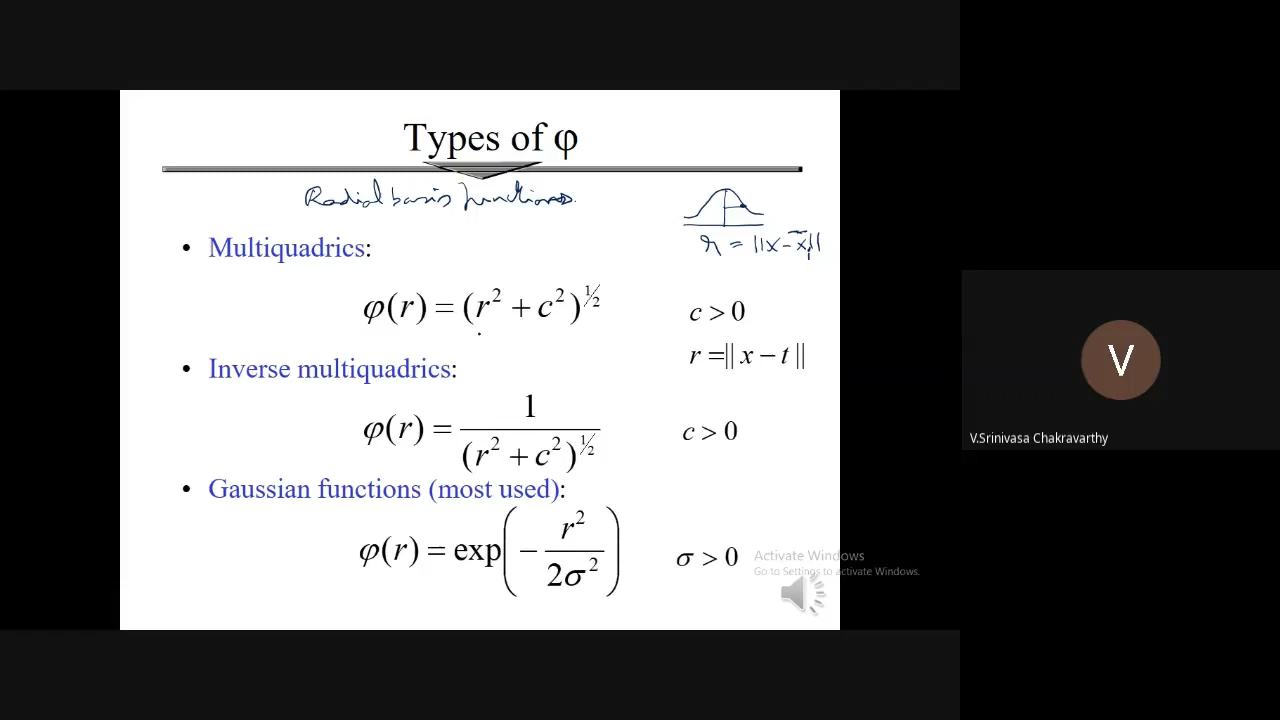 Types of φ
Radial basis functions.
r = ||x - x̄ᵢ||
• Multiquadrics:
φ(r) = (r² + c²)^½
c > 0
r = || x − t ||
• Inverse multiquadrics:
φ(r) = 1 / (r² + c²)^½
c > 0
• Gaussian functions (most used):
φ(r) = exp(− r² / 2σ²)
σ > 0
Activate Windows
Go to Settings to activate Windows.
V
V.Srinivasa Chakravarthy